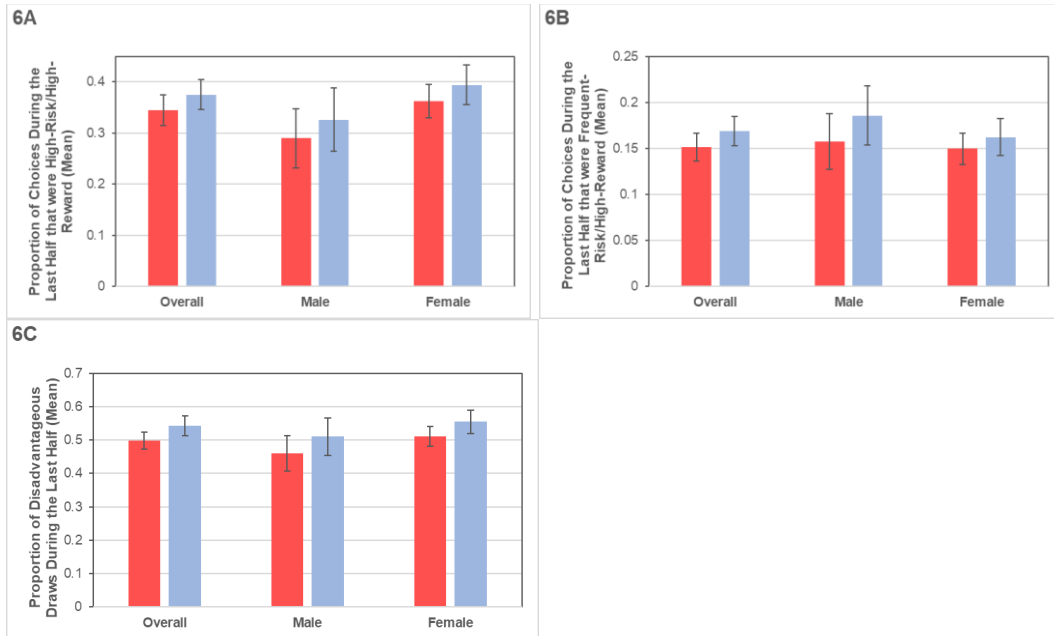 6A
Proportion of Choices During the
Last Half that were High-Risk/High-
Reward (Mean)
0.4
0.3
0.2
0.1
0
Overall Male Female
6B
Proportion of Choices During the
Last Half that were Frequent-
Risk/High-Reward (Mean)
0.25
0.2
0.15
0.1
0.05
0
Overall Male Female
6C
Proportion of Disadvantageous
Draws During the Last Half (Mean)
0.7
0.6
0.5
0.4
0.3
0.2
0.1
0
Overall Male Female